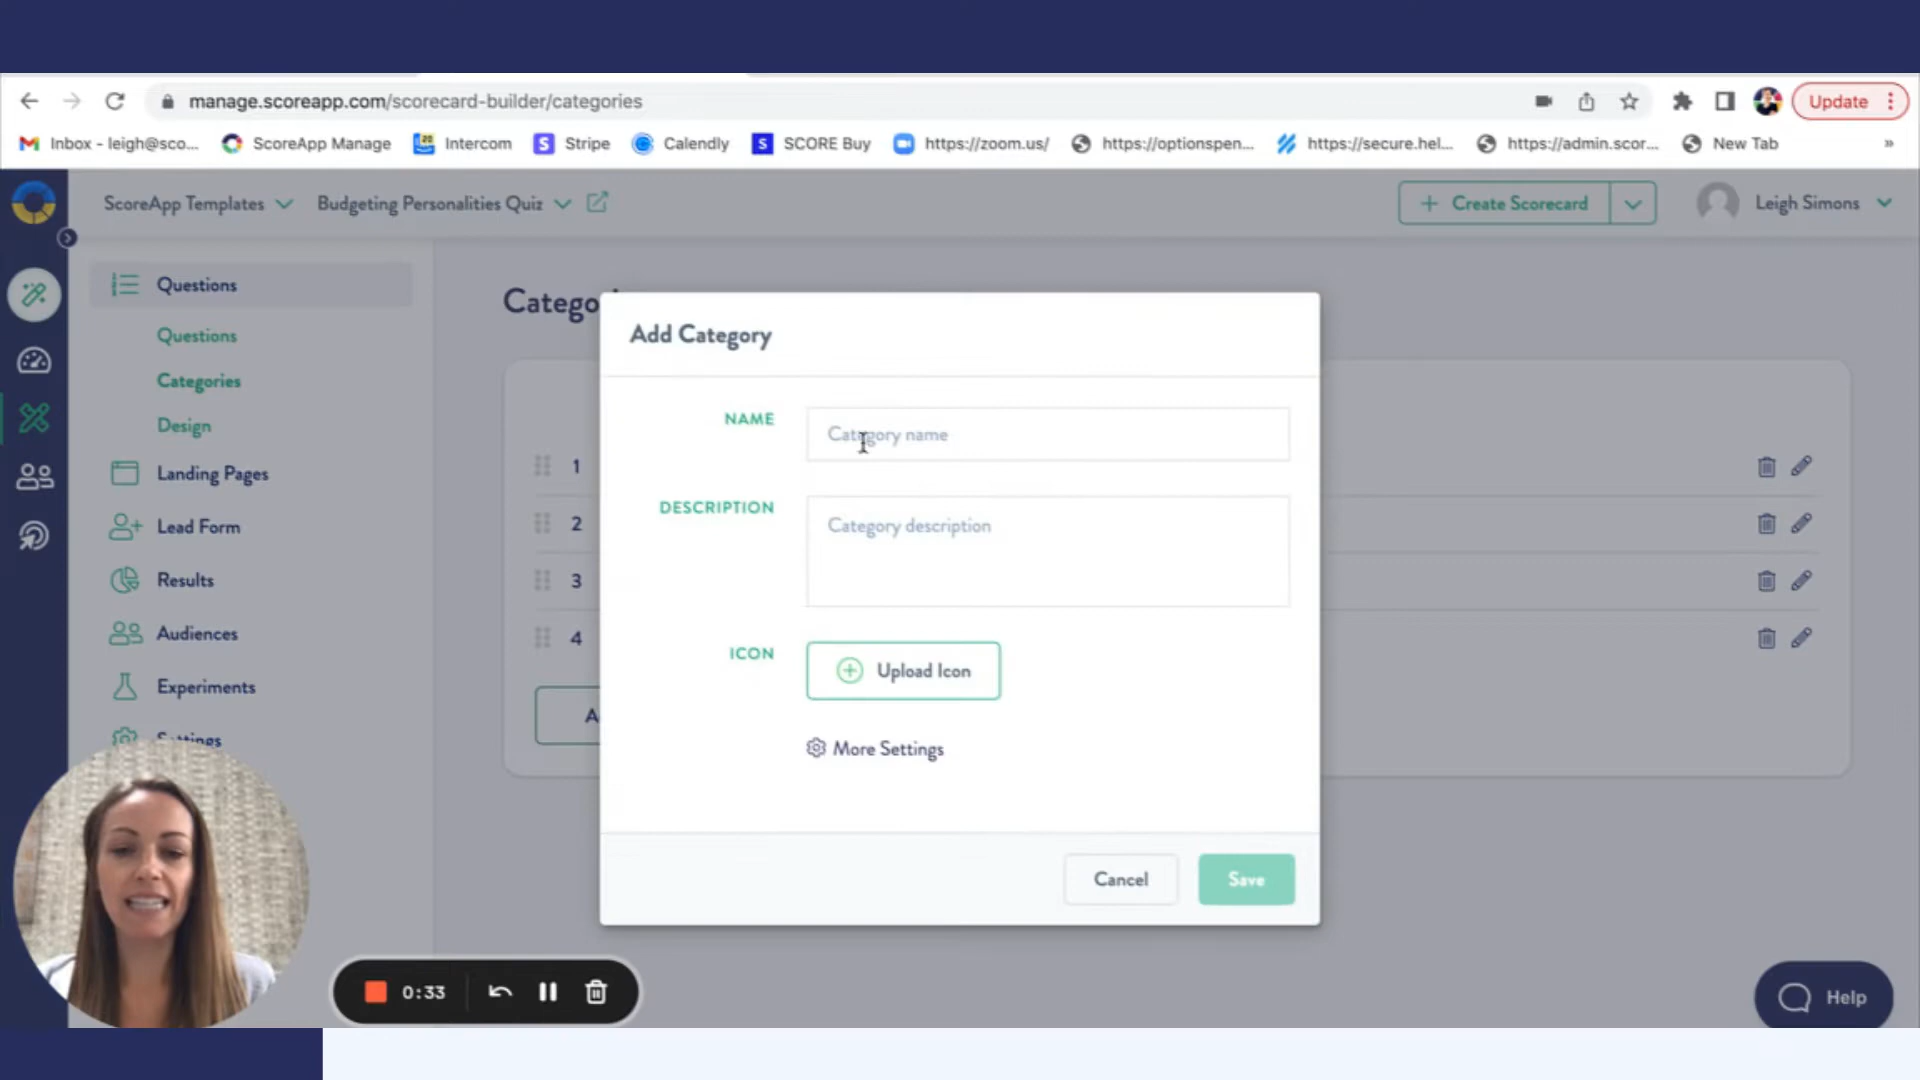 manage.scoreapp.com/scorecard-builder/categories
Update
Inbox - leigh@sco...
ScoreApp Manage
20
Intercom
S
Stripe
Calendly
S
SCORE Buy
https://zoom.us/
https://optionspen...
https://secure.hel...
https://admin.scor...
New Tab
»
ScoreApp Templates
Budgeting Personalities Quiz
+ Create Scorecard
Leigh Simons
Questions
Questions
Categories
Design
Landing Pages
Lead Form
Results
Audiences
Experiments
Settings
Catego
1
2
3
4
A
Add Category
NAME
Category name
DESCRIPTION
Category description
ICON
Upload Icon
More Settings
Cancel
Save
0:33
Help